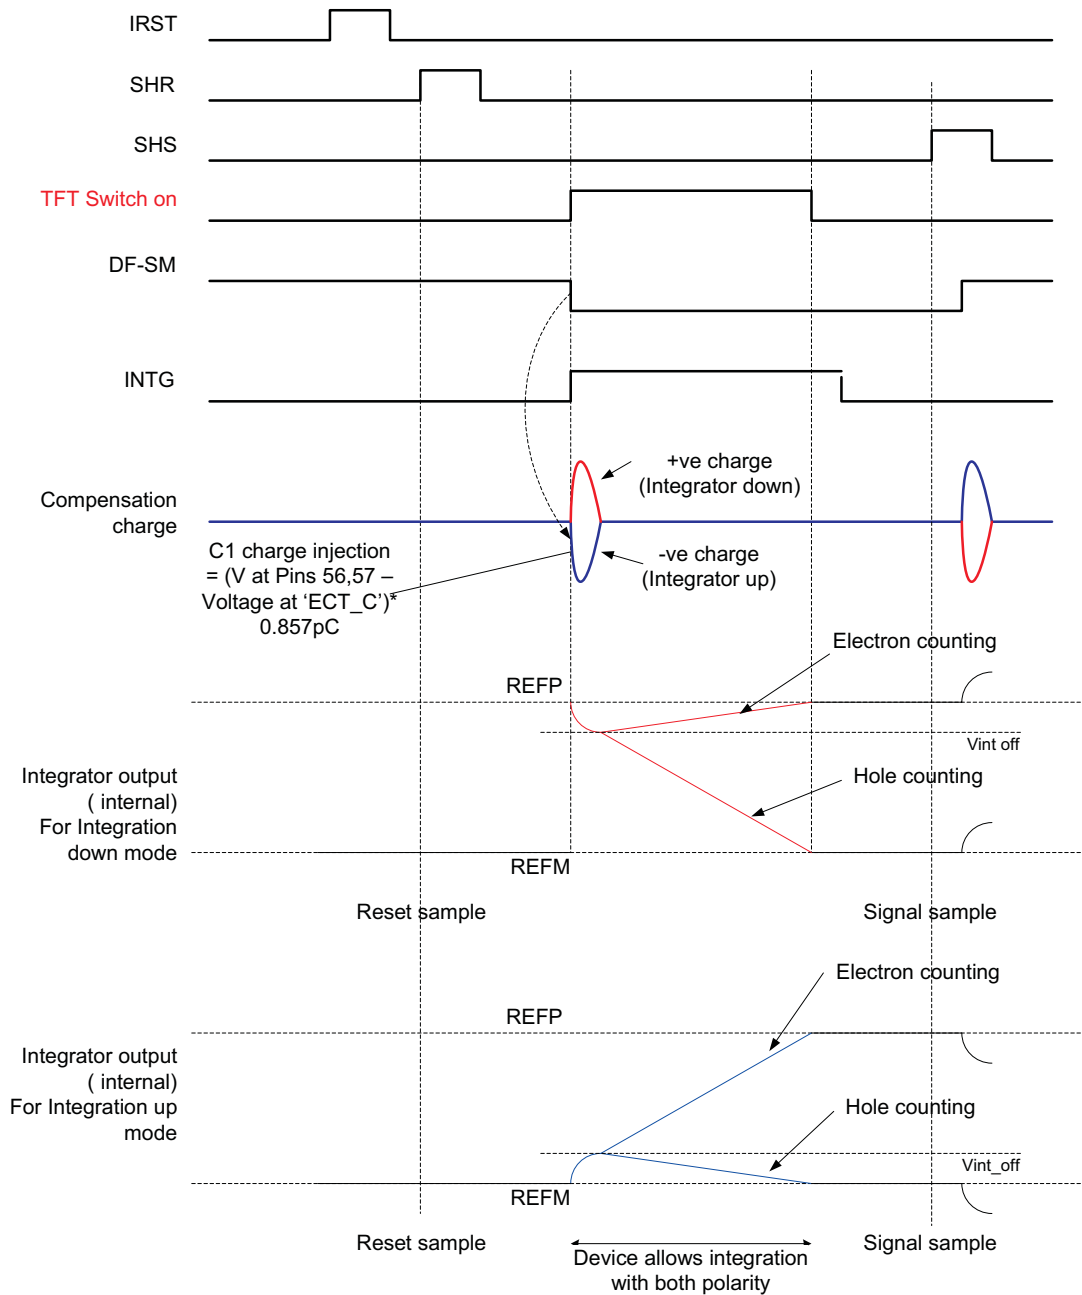 IRST
SHR
SHS
TFT Switch on
DF-SM
INTG
+ve charge
(Integrator down)
Compensation
charge
C1 charge injection
= (V at Pins 56,57 –
Voltage at ‘ECT_C’)*
0.857pC
-ve charge
(Integrator up)
Electron counting
REFP
Vint off
Integrator output
( internal)
For Integration
down mode
Hole counting
REFM
Reset sample
Signal sample
Electron counting
REFP
Integrator output
( internal)
For Integration up
mode
Hole counting
Vint_off
REFM
Reset sample
Signal sample
Device allows integration
with both polarity